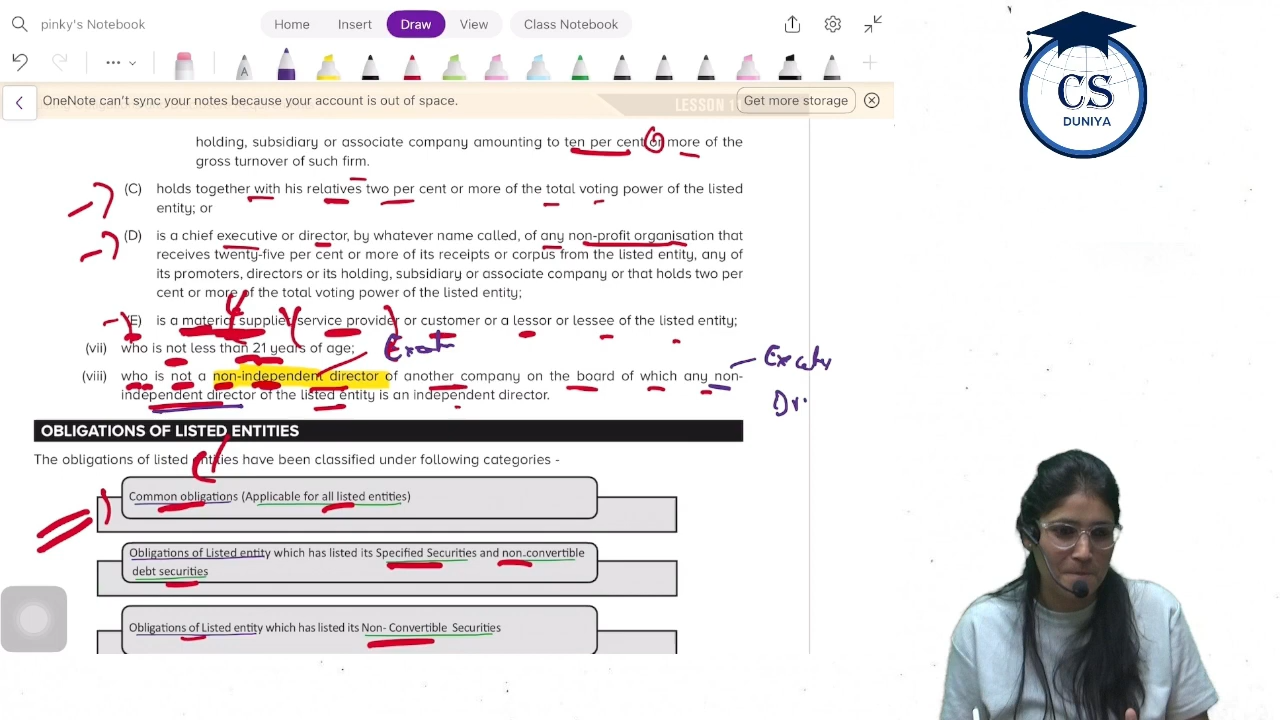 pinky's Notebook
Home
Insert
Draw
View
Class Notebook
A
OneNote can't sync your notes because your account is out of space.
LESSON 1
Get more storage
CS
DUNIYA
holding, subsidiary or associate company amounting to ten per cent or more of the
gross turnover of such firm.
(C) holds together with his relatives two per cent or more of the total voting power of the listed
entity; or
(D) is a chief executive or director, by whatever name called, of any non-profit organisation that
receives twenty-five per cent or more of its receipts or corpus from the listed entity, any of
its promoters, directors or its holding, subsidiary or associate company or that holds two per
cent or more of the total voting power of the listed entity;
(E) is a material supplier, service provider or customer or a lessor or lessee of the listed entity;
(vii) who is not less than 21 years of age;
(viii) who is not a non-independent director of another company on the board of which any non-
independent director of the listed entity is an independent director.
OBLIGATIONS OF LISTED ENTITIES
The obligations of listed entities have been classified under following categories -
Common obligations (Applicable for all listed entities)
Obligations of Listed entity which has listed its Specified Securities and non.convertible
debt securities
Obligations of Listed entity which has listed its Non- Convertible Securities